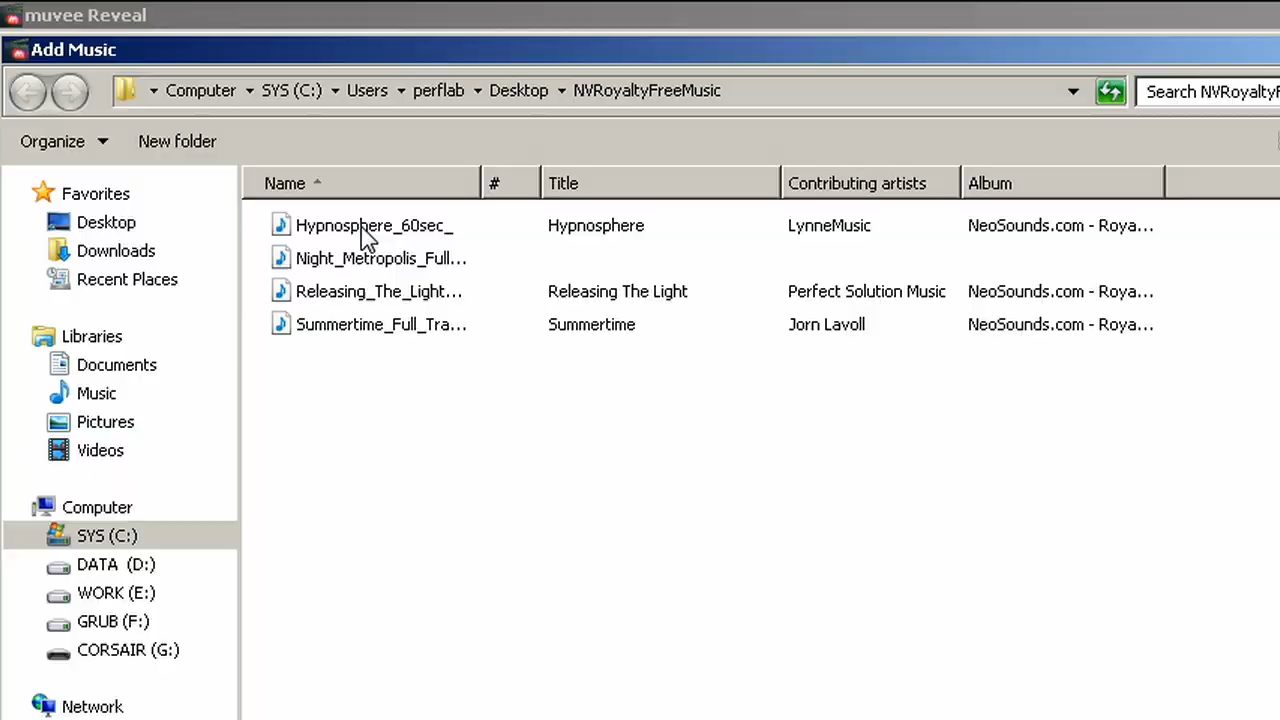 muvee Reveal
Add Music
Computer SYS (C:) Users perflab Desktop NVRoyaltyFreeMusic Search NVRoyaltyF
Organize New folder
Name # Title Contributing artists Album
Favorites
Desktop
Downloads
Recent Places
Libraries
Documents
Music
Pictures
Videos
Computer
SYS (C:)
DATA (D:)
WORK (E:)
GRUB (F:)
CORSAIR (G:)
Network
Hypnosphere_60sec_ Hypnosphere LynneMusic NeoSounds.com - Roya...
Night_Metropolis_Full...
Releasing_The_Light... Releasing The Light Perfect Solution Music NeoSounds.com - Roya...
Summertime_Full_Tra... Summertime Jorn Lavoll NeoSounds.com - Roya...